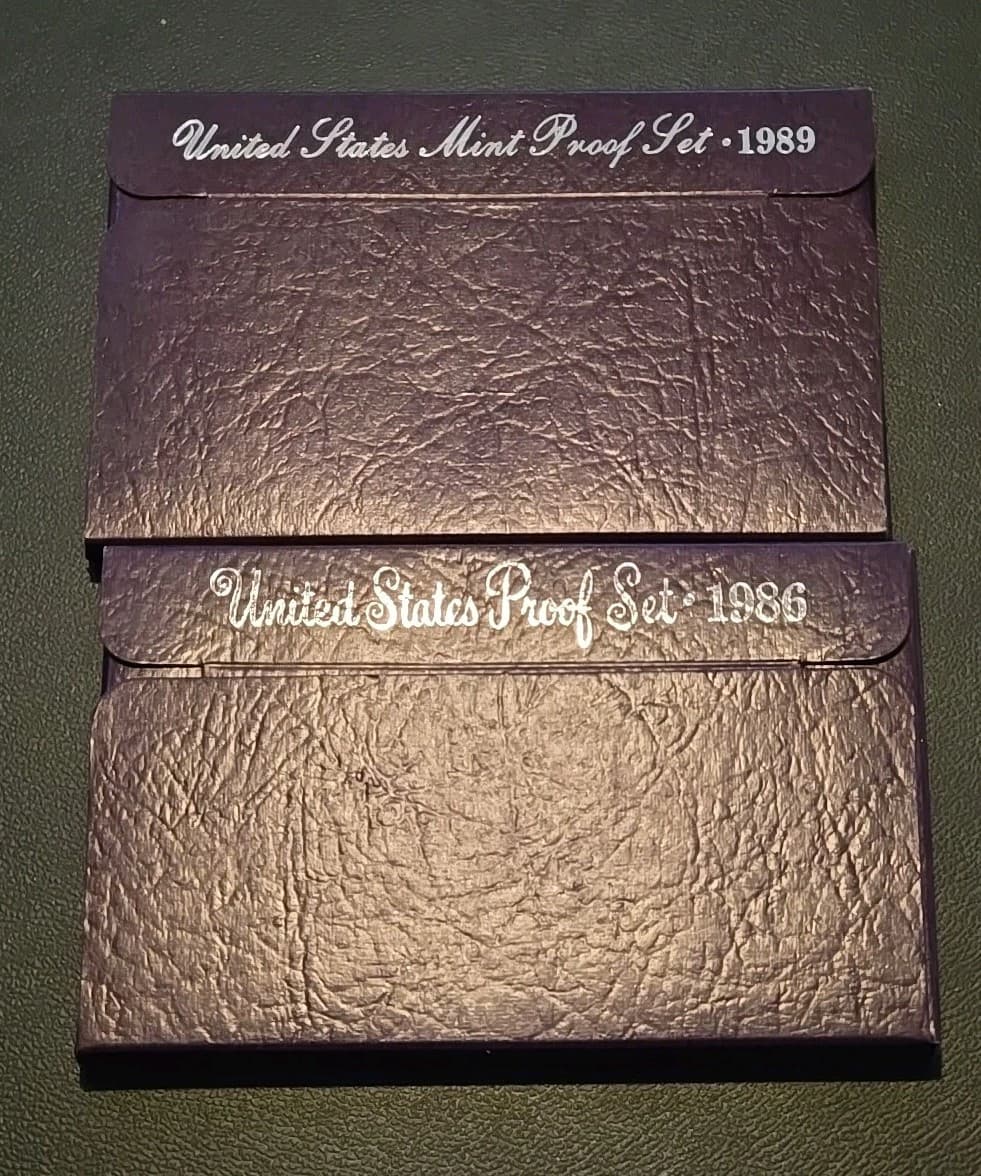 United States Mint Proof Set · 1989
United States Proof Set · 1986